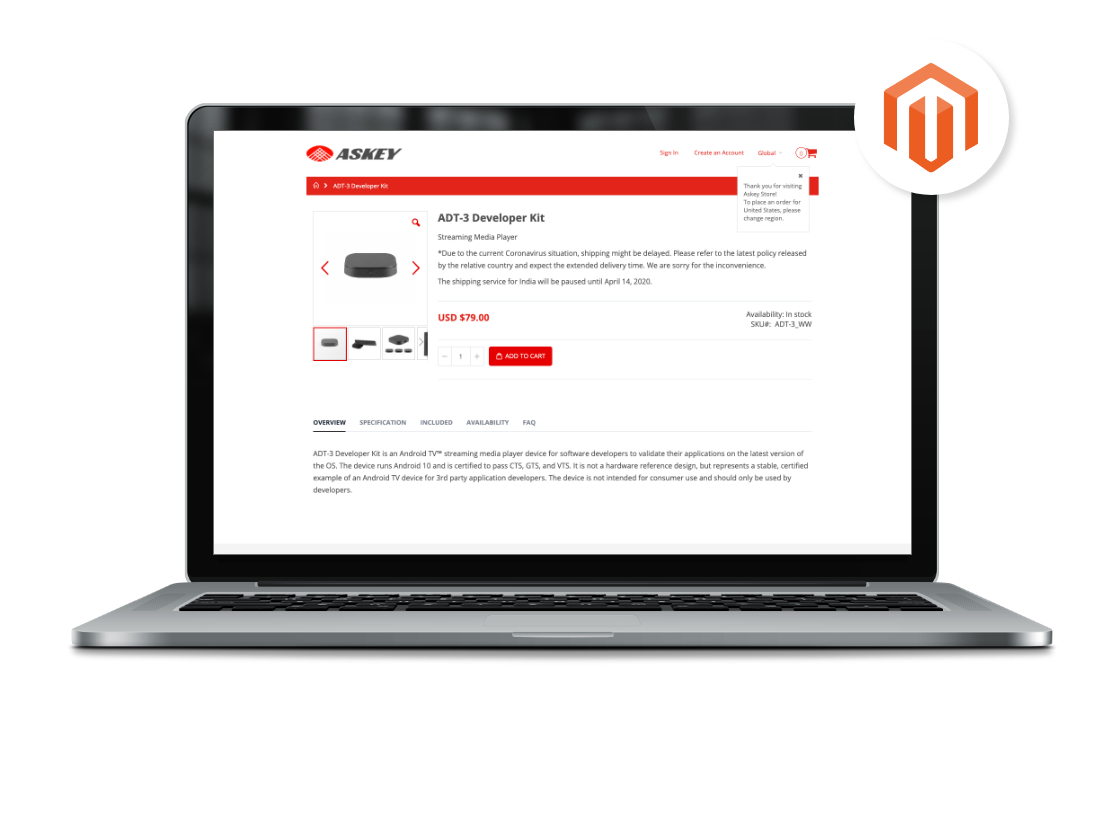 ASKEY
Sign In Create an Account Global 0
ADT-3 Developer Kit
Thank you for visiting
Askey Store!
To place an order for
United States, please
change region.
ADT-3 Developer Kit
Streaming Media Player
*Due to the current Coronavirus situation, shipping might be delayed. Please refer to the latest policy released
by the relative country and expect the extended delivery time. We are sorry for the inconvenience.
The shipping service for India will be paused until April 14, 2020.
USD $79.00
Availability: In stock
SKU#: ADT-3_WW
1
ADD TO CART
OVERVIEW SPECIFICATION INCLUDED AVAILABILITY FAQ
ADT-3 Developer Kit is an Android TV™ streaming media player device for software developers to validate their applications on the latest version of
the OS. The device runs Android 10 and is certified to pass CTS, GTS, and VTS. It is not a hardware reference design, but represents a stable, certified
example of an Android TV device for 3rd party application developers. The device is not intended for consumer use and should only be used by
developers.